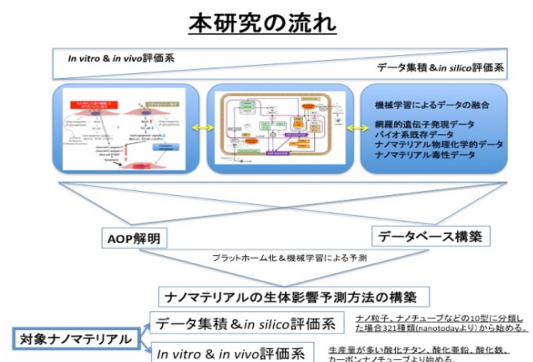 本研究の流れ
In vitro & in vivo評価系
データ集積&in silico評価系
機械学習によるデータの融合
網羅的遺伝子発現データ
バイオ系既存データ
ナノマテリアル物理化学的データ
ナノマテリアル毒性データ
AOP解明
データベース構築
プラットホーム化&機械学習による予測
ナノマテリアルの生体影響予測方法の構築
対象ナノマテリアル
データ集積&in silico評価系
ナノ粒子、ナノチューブなどの10型に分類し
た場合321種類(nanotodayより)から始める。
In vitro & in vivo評価系
生産量が多い酸化チタン、酸化亜鉛、酸化鉄、
カーボンナノチューブより始める。